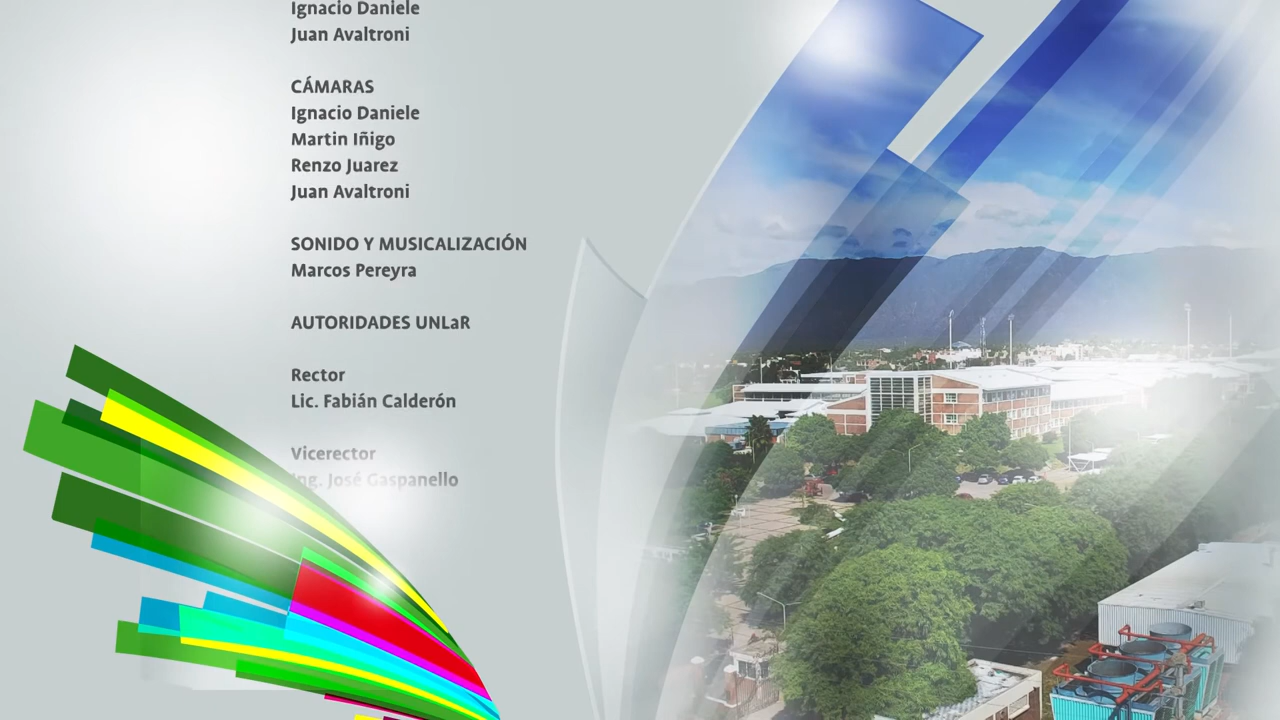 Ignacio Daniele
Juan Avaltroni
CÁMARAS
Ignacio Daniele
Martin Iñigo
Renzo Juarez
Juan Avaltroni
SONIDO Y MUSICALIZACIÓN
Marcos Pereyra
AUTORIDADES UNLaR
Rector
Lic. Fabián Calderón
Vicerector
Ing. José Gaspanello